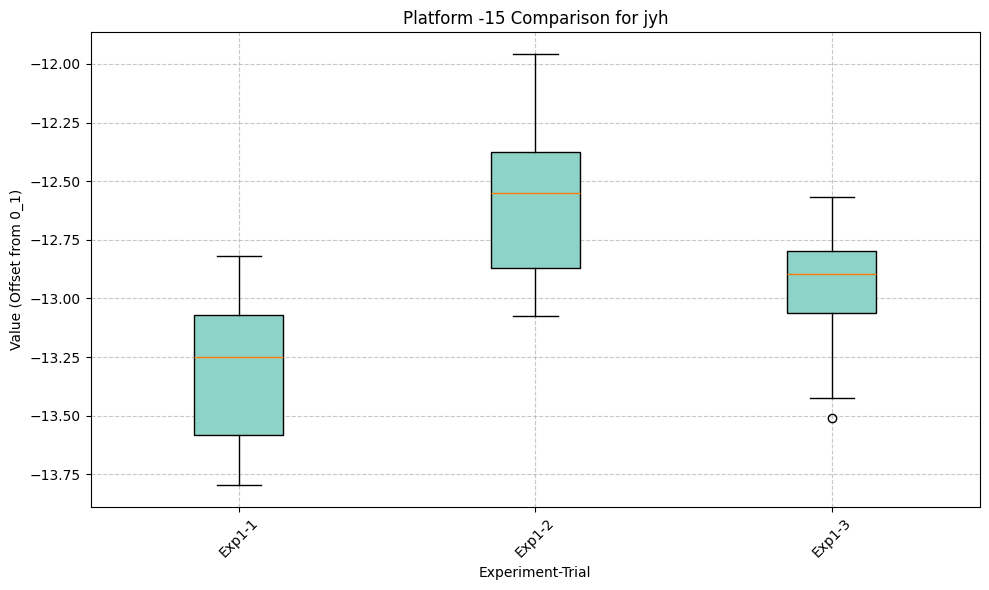 Platform -15 Comparison for jyh
Value (Offset from 0_1)
−12.00
−12.25
−12.50
−12.75
−13.00
−13.25
−13.50
−13.75
Exp1-1
Exp1-2
Exp1-3
Experiment-Trial